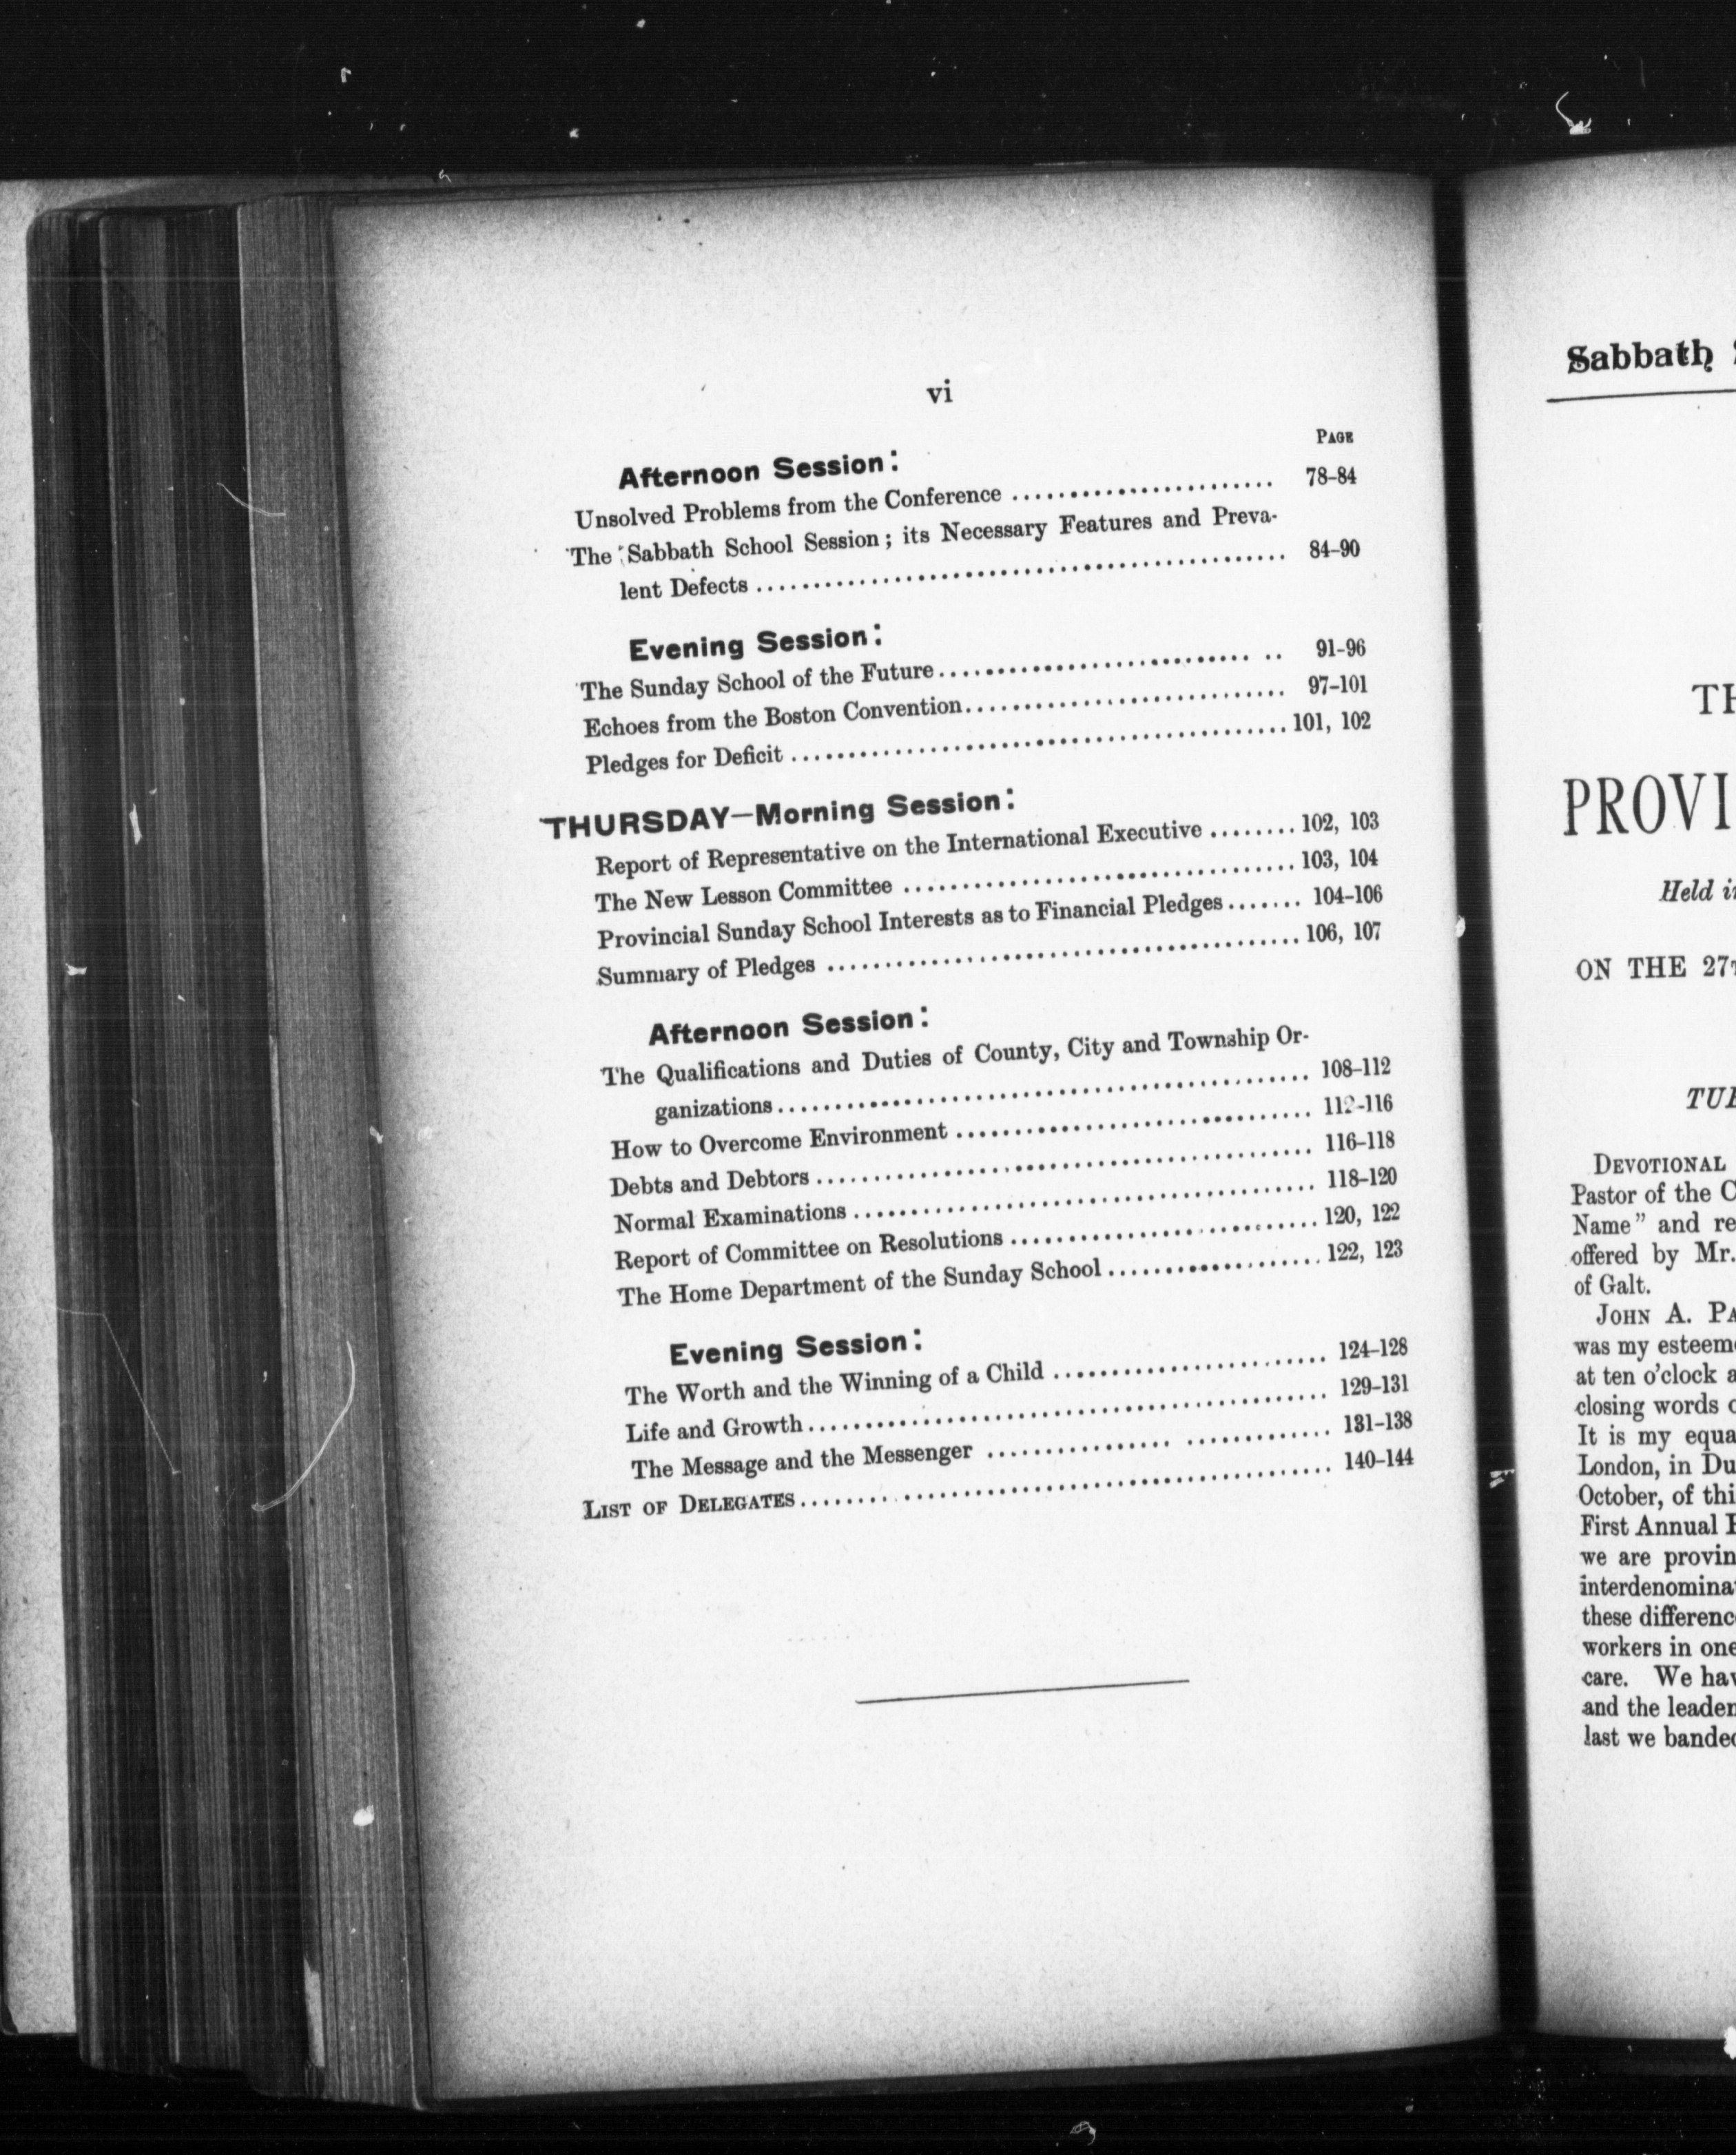 vi
PAGE
Afternoon Session:
Unsolved Problems from the Conference ........................ 78-84
The Sabbath School Session; its Necessary Features and Preva-
lent Defects ............................................... 84-90
Evening Session:
The Sunday School of the Future............................ .. 91-96
Echoes from the Boston Convention............................ 97-101
Pledges for Deficit ............................................101, 102
THURSDAY—Morning Session:
Report of Representative on the International Executive ........102, 103
The New Lesson Committee ....................................103, 104
Provincial Sunday School Interests as to Financial Pledges....... 104-106
Summary of Pledges ..........................................106, 107
Afternoon Session:
The Qualifications and Duties of County, City and Township Or-
ganizations............................................... 108-112
How to Overcome Environment ................................ 112-116
Debts and Debtors ............................................ 116-118
Normal Examinations ......................................... 118-120
Report of Committee on Resolutions ............................120, 122
The Home Department of the Sunday School ....................122, 123
Evening Session:
The Worth and the Winning of a Child ......................... 124-128
Life and Growth.............................................. 129-131
The Message and the Messenger ................. ............. 131-138
LIST OF DELEGATES.............................................. 140-144
Sabbath
TH
PROVI
Held i
ON THE 27
TUE
DEVOTIONAL
Pastor of the C
Name" and re
offered by Mr.
of Galt.
JOHN A. PA
was my esteem
at ten o'clock a
closing words o
It is my equa
London, in Du
October, of thi
First Annual
we are provin
interdenomina
these differenc
workers in one
care. We hav
and the leader
last we banded